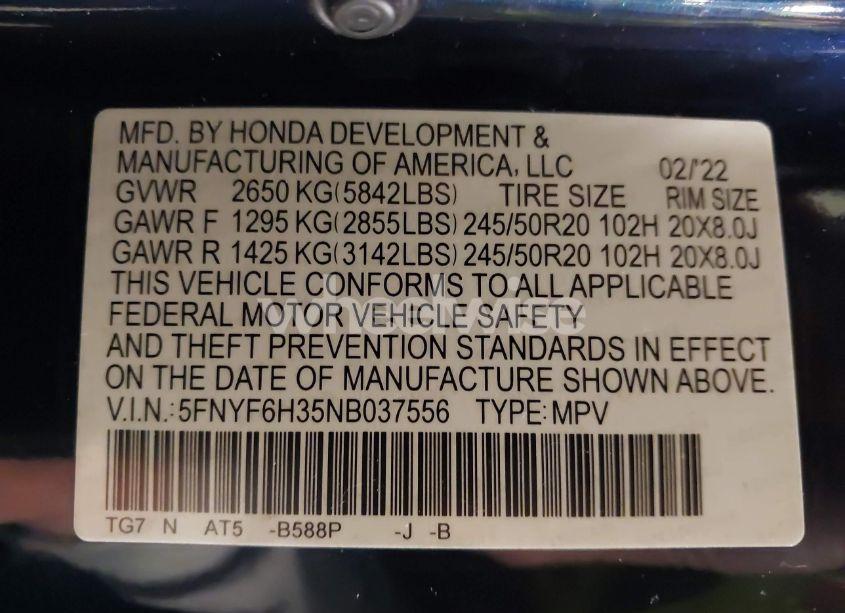 MFD. BY HONDA DEVELOPMENT &
MANUFACTURING OF AMERICA, LLC 02/'22
GVWR 2650 KG(5842LBS) TIRE SIZE RIM SIZE
GAWR F 1295 KG(2855LBS) 245/50R20 102H 20X8.0J
GAWR R 1425 KG(3142LBS) 245/50R20 102H 20X8.0J
THIS VEHICLE CONFORMS TO ALL APPLICABLE
FEDERAL MOTOR VEHICLE SAFETY
wheelwise
AND THEFT PREVENTION STANDARDS IN EFFECT
ON THE DATE OF MANUFACTURE SHOWN ABOVE.
V.I.N.:5FNYF6H35NB037556 TYPE:MPV
TG7 N AT5 -B588P -J -B